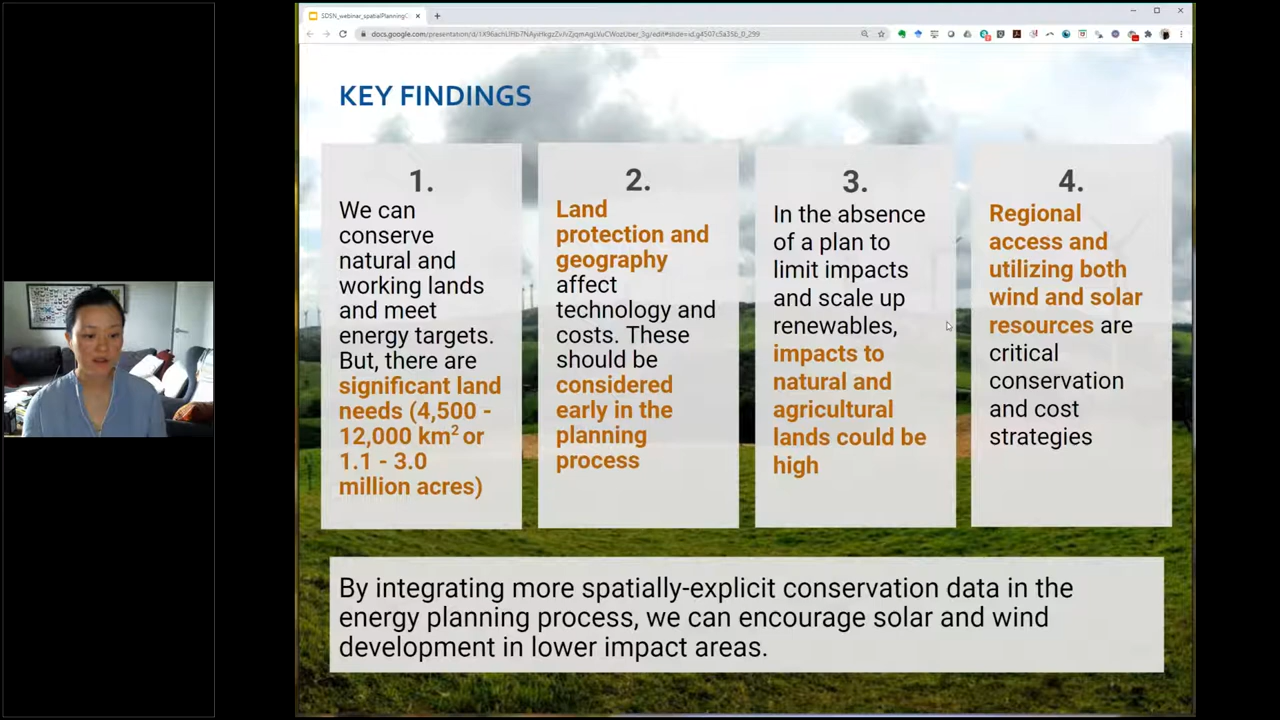 SDSN_webinar_spatialPlanning
KEY FINDINGS
1.
We can
conserve
natural and
working lands
and meet
energy targets.
But, there are
significant land
needs (4,500 -
12,000 km² or
1.1 - 3.0
million acres)
2.
Land
protection and
geography
affect
technology and
costs. These
should be
considered
early in the
planning
process
3.
In the absence
of a plan to
limit impacts
and scale up
renewables,
impacts to
natural and
agricultural
lands could be
high
4.
Regional
access and
utilizing both
wind and solar
resources are
critical
conservation
and cost
strategies
By integrating more spatially-explicit conservation data in the
energy planning process, we can encourage solar and wind
development in lower impact areas.